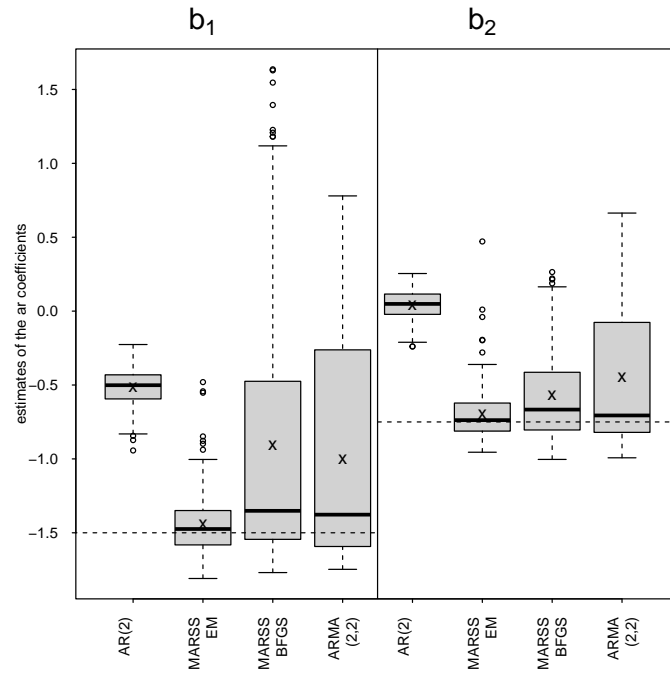 b1 b2
estimates of the ar coefficients
1.5
1.0
0.5
0.0
−0.5
−1.0
−1.5
x x x x x x x x
AR(2)
MARSS
EM
MARSS
BFGS
ARMA
(2,2)
AR(2)
MARSS
EM
MARSS
BFGS
ARMA
(2,2)